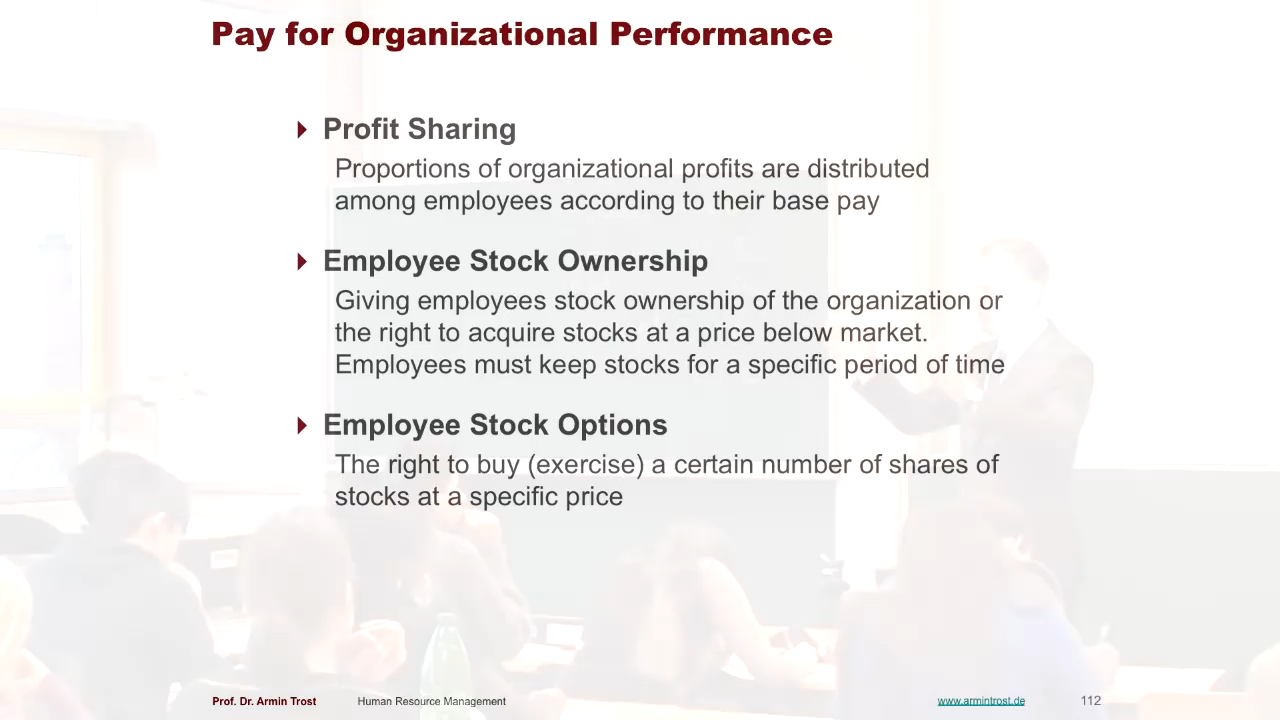 Pay for Organizational Performance
Profit Sharing
Proportions of organizational profits are distributed
among employees according to their base pay
Employee Stock Ownership
Giving employees stock ownership of the organization or
the right to acquire stocks at a price below market.
Employees must keep stocks for a specific period of time
Employee Stock Options
The right to buy (exercise) a certain number of shares of
stocks at a specific price
Prof. Dr. Armin Trost Human Resource Management www.armintrost.de 112